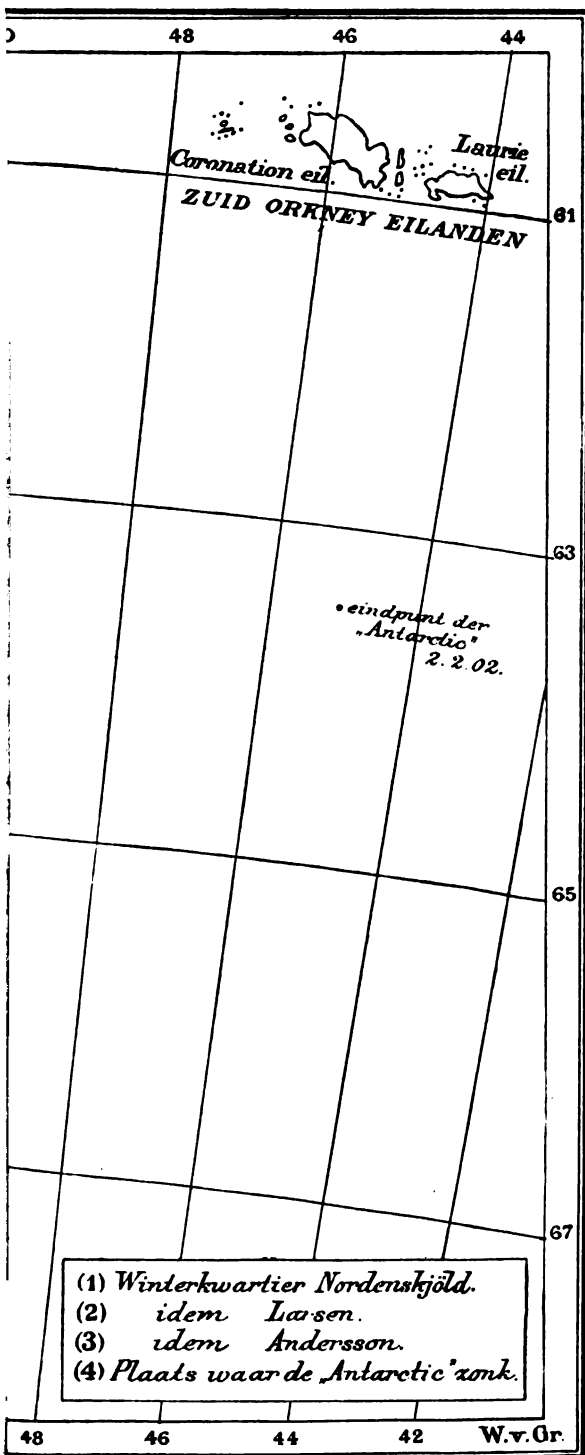 48 46 44
Laurie
Coronation eil. eil.
ZUID ORKNEY EILANDEN
61
63
eindpunt der
„Antarctic"
2.2.02.
65
67
(1) Winterkwartier Nordenskjöld.
(2) idem Larsen.
(3) idem Andersson.
(4) Plaats waar de „Antarctic" zonk.
48 46 44 42 W.v.Gr.